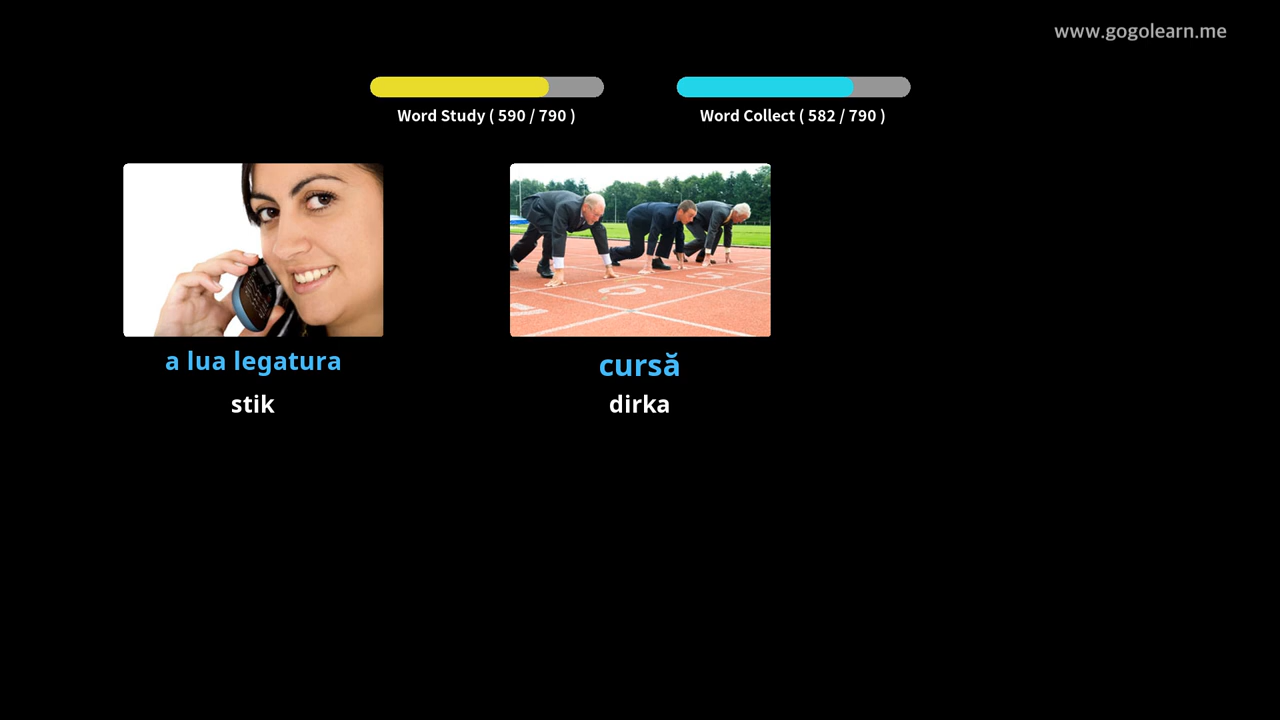 www.gogolearn.me
Word Study ( 590 / 790 )
Word Collect ( 582 / 790 )
a lua legatura
stik
cursă
dirka